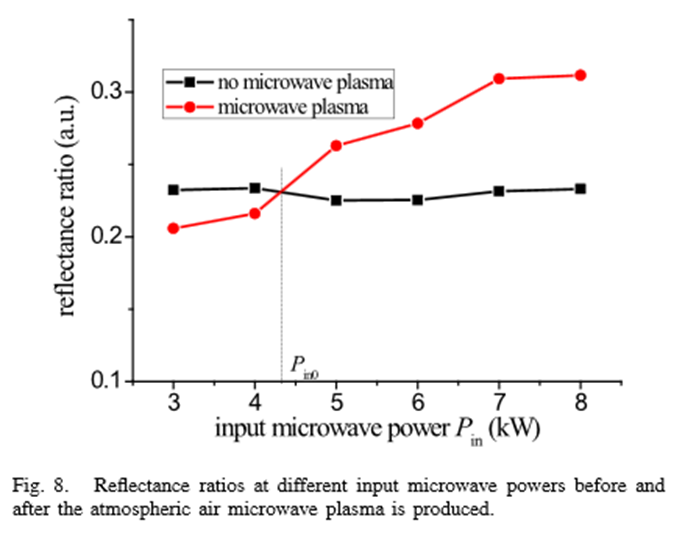 0.3
0.2
0.1
reflectance ratio (a.u.)
no microwave plasma
microwave plasma
Pin0
3 4 5 6 7 8
input microwave power Pin (kW)
Fig. 8. Reflectance ratios at different input microwave powers before and
after the atmospheric air microwave plasma is produced.